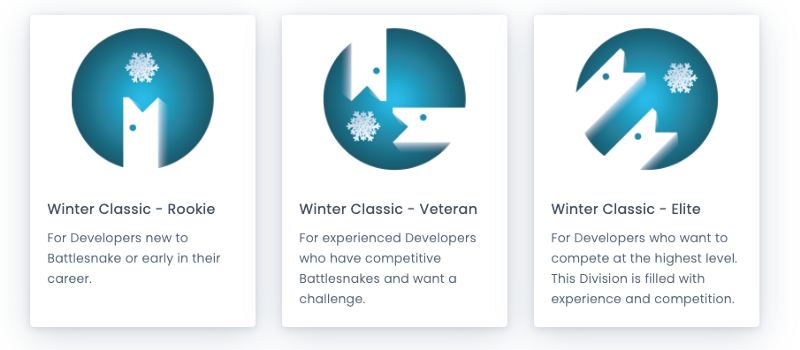 Winter Classic - Rookie
For Developers new to
Battlesnake or early in their
career.
Winter Classic - Veteran
For experienced Developers
who have competitive
Battlesnakes and want a
challenge.
Winter Classic - Elite
For Developers who want to
compete at the highest level.
This Division is filled with
experience and competition.